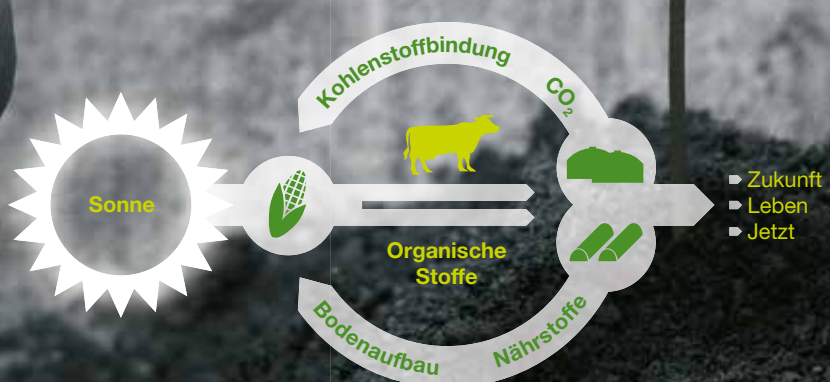 Kohlenstoffbindung
CO₂
Sonne
Organische
Stoffe
Zukunft
Leben
Jetzt
Bodenaufbau
Nährstoffe